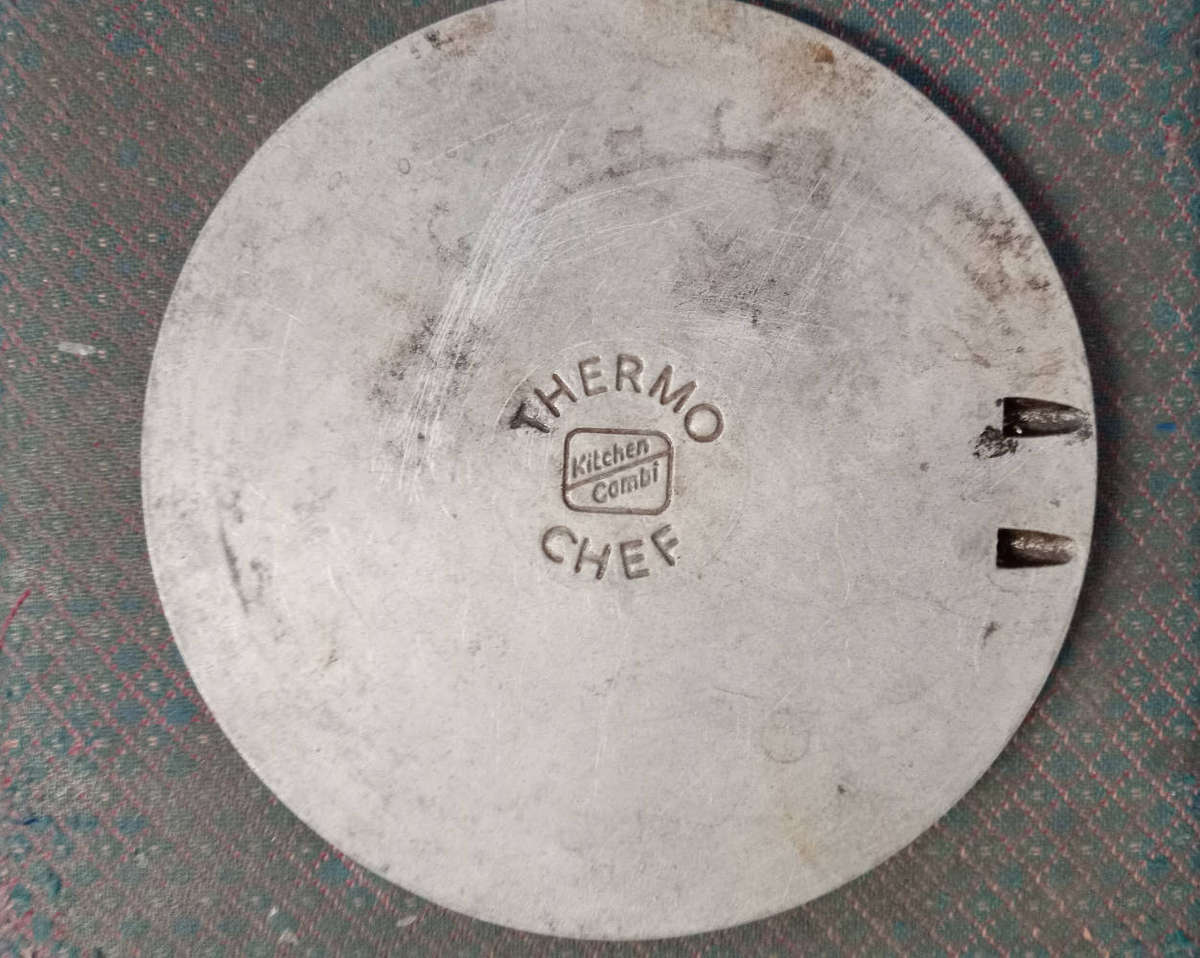 THERMO
Kitchen
Combi
CHEF